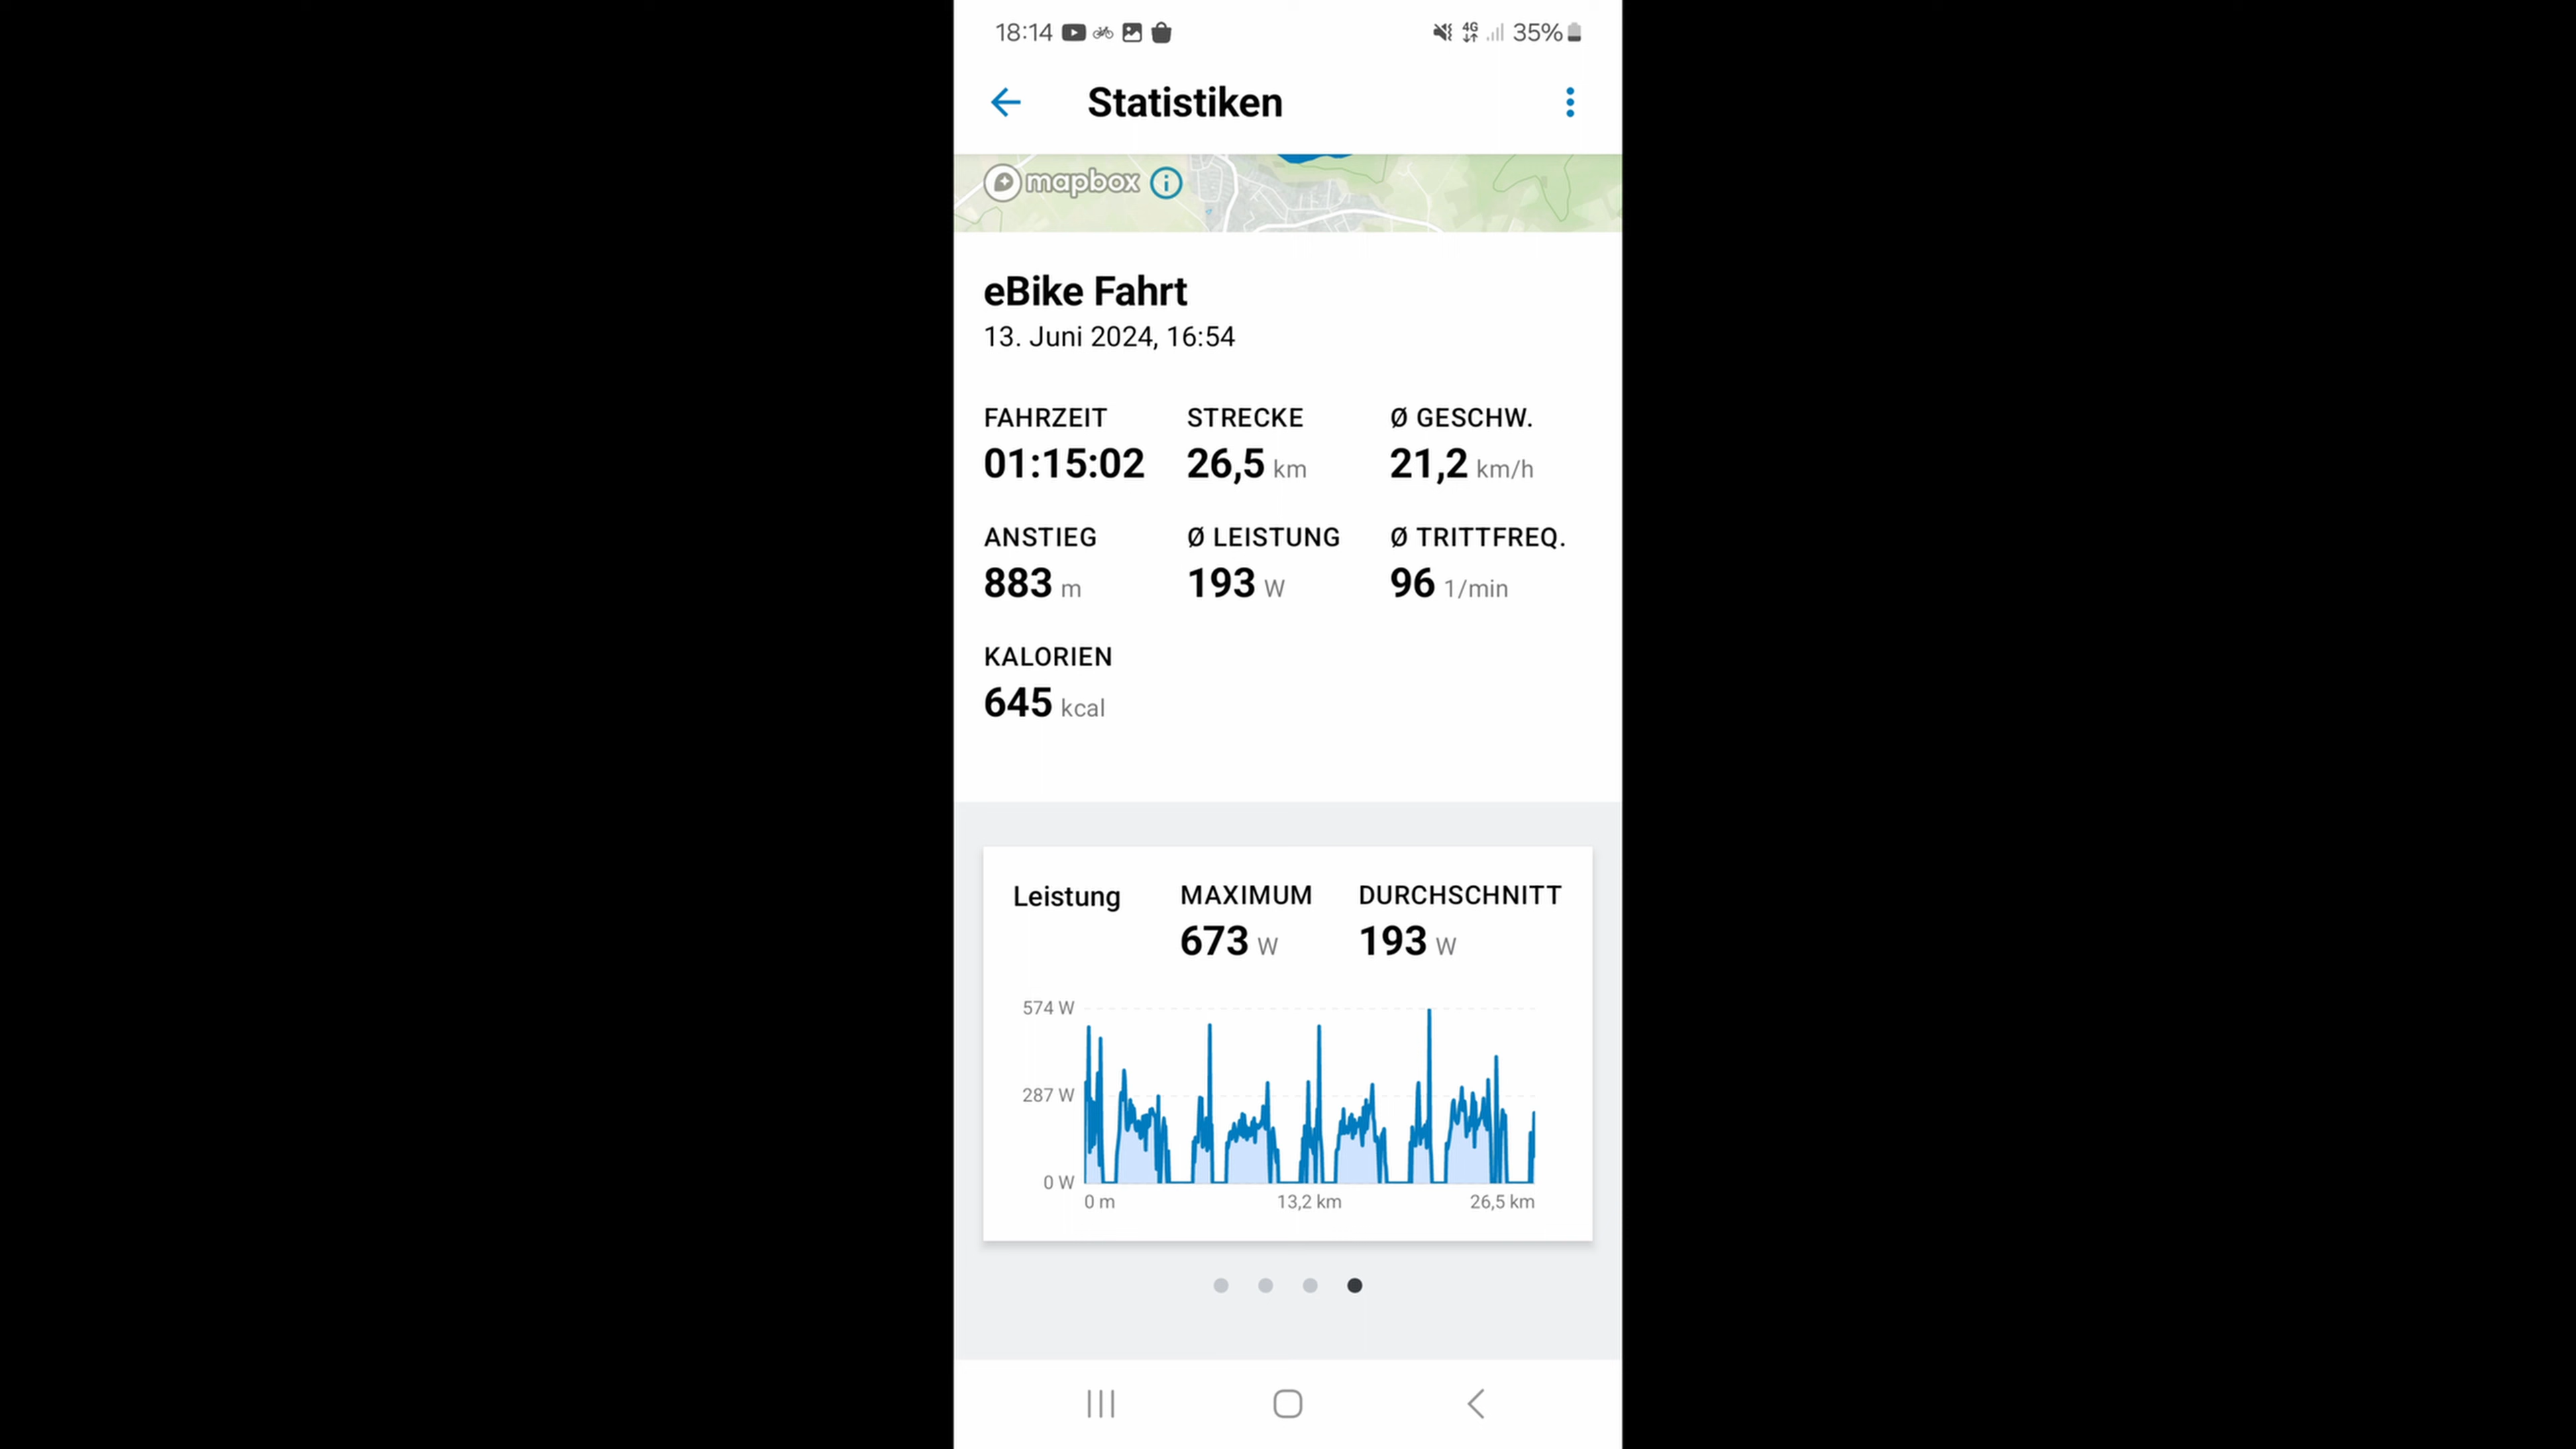 18:14 4G 35%
Statistiken
mapbox
eBike Fahrt
13. Juni 2024, 16:54
FAHRZEIT STRECKE Ø GESCHW.
01:15:02 26,5 km 21,2 km/h
ANSTIEG Ø LEISTUNG Ø TRITTFREQ.
883 m 193 W 96 1/min
KALORIEN
645 kcal
Leistung MAXIMUM DURCHSCHNITT
673 W 193 W
574 W
287 W
0 W
0 m 13,2 km 26,5 km